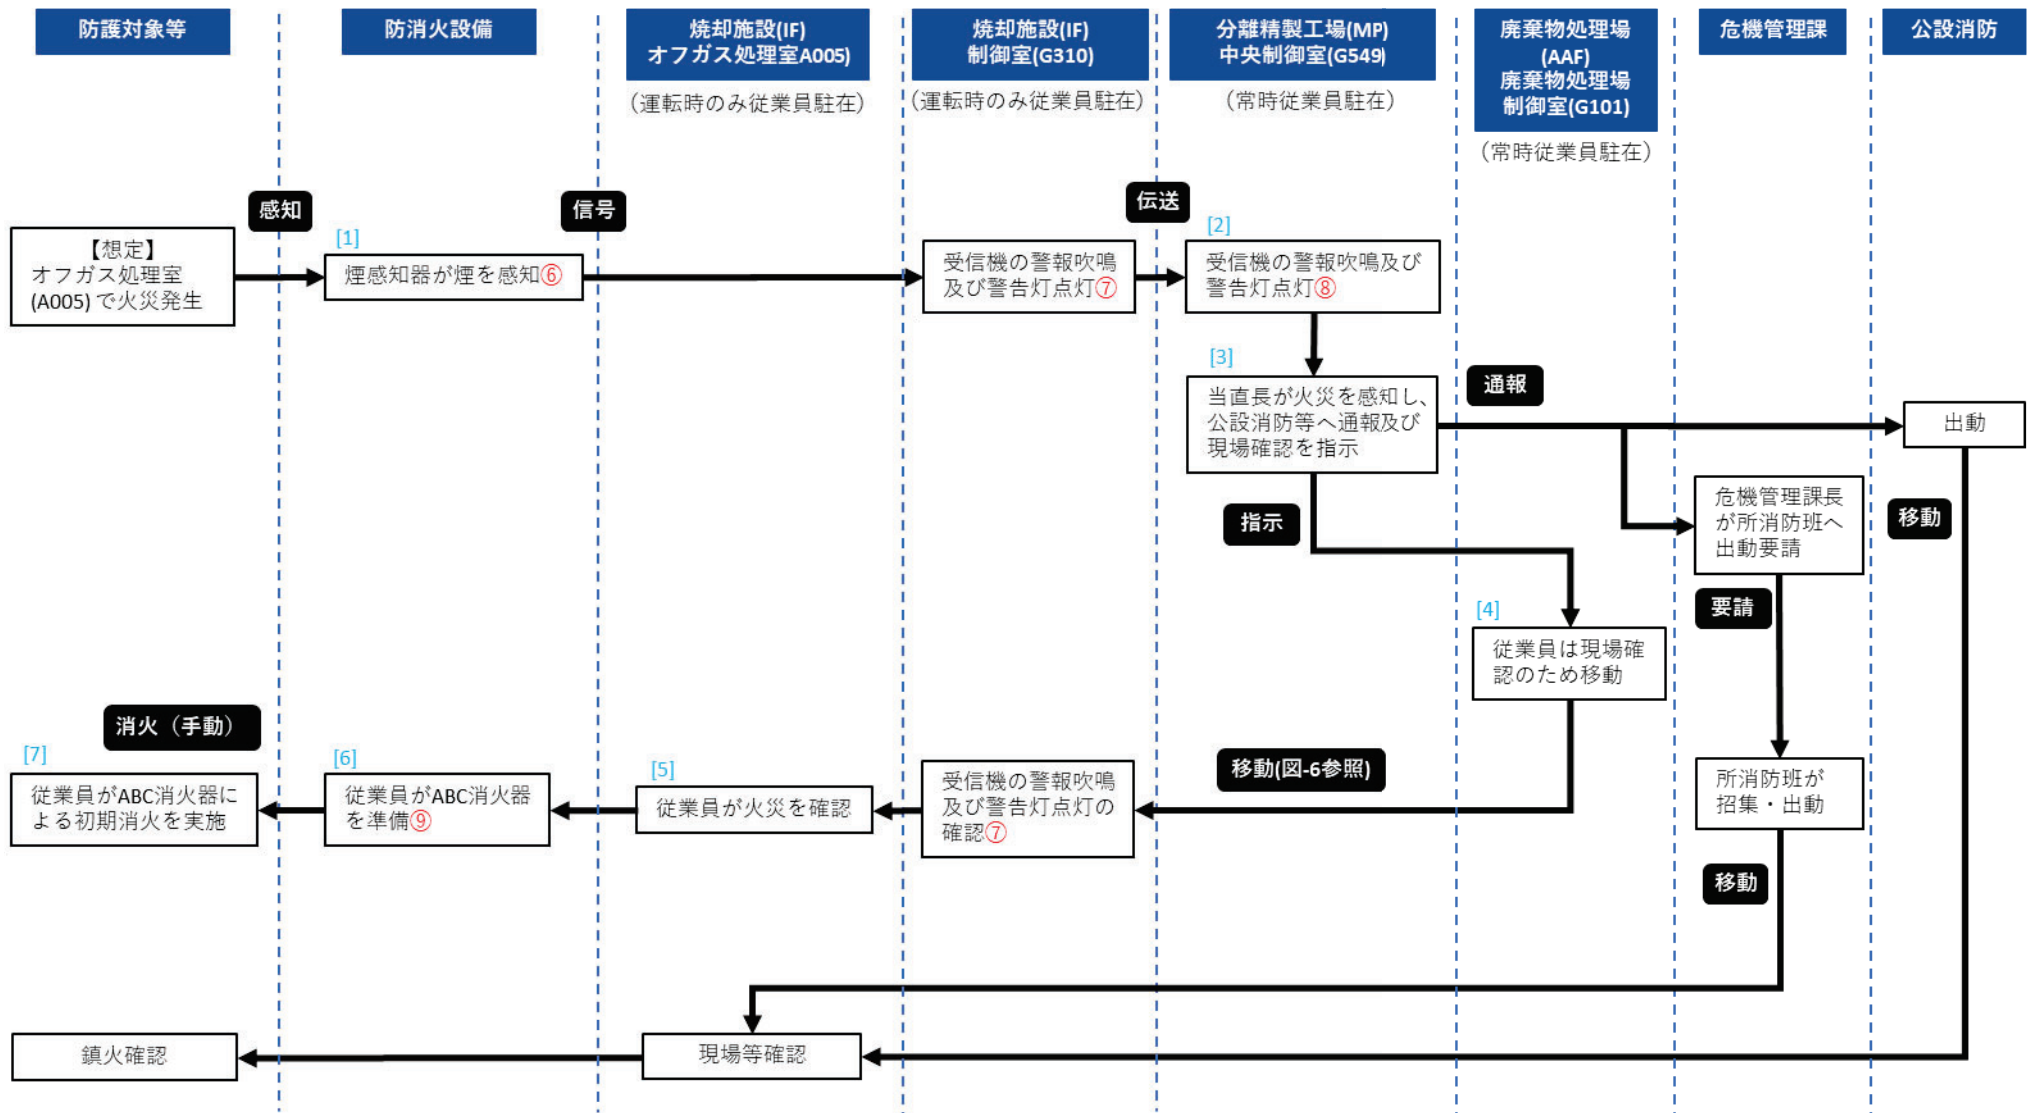 防護対象等
防消火設備
焼却施設(IF)
オフガス処理室A005)
(運転時のみ従業員駐在)
焼却施設(IF)
制御室(G310)
(運転時のみ従業員駐在)
分離精製工場(MP)
中央制御室(G549)
(常時従業員駐在)
廃棄物処理場
(AAF)
廃棄物処理場
制御室(G101)
(常時従業員駐在)
危機管理課
公設消防
感知
信号
伝送
【想定】
オフガス処理室
(A005)で火災発生
[1]
煙感知器が煙を感知⑥
受信機の警報吹鳴
及び警告灯点灯⑦
[2]
受信機の警報吹鳴及び
警告灯点灯⑧
[3]
当直長が火災を感知し、
公設消防等へ通報及び
現場確認を指示
通報
出動
指示
危機管理課長
が所消防班へ
出動要請
移動
要請
[4]
従業員は現場確
認のため移動
消火（手動）
[7]
従業員がABC消火器に
よる初期消火を実施
[6]
従業員がABC消火器
を準備⑨
[5]
従業員が火災を確認
受信機の警報吹鳴
及び警告灯点灯の
確認⑦
移動(図-6参照)
所消防班が
招集・出動
移動
鎮火確認
現場等確認